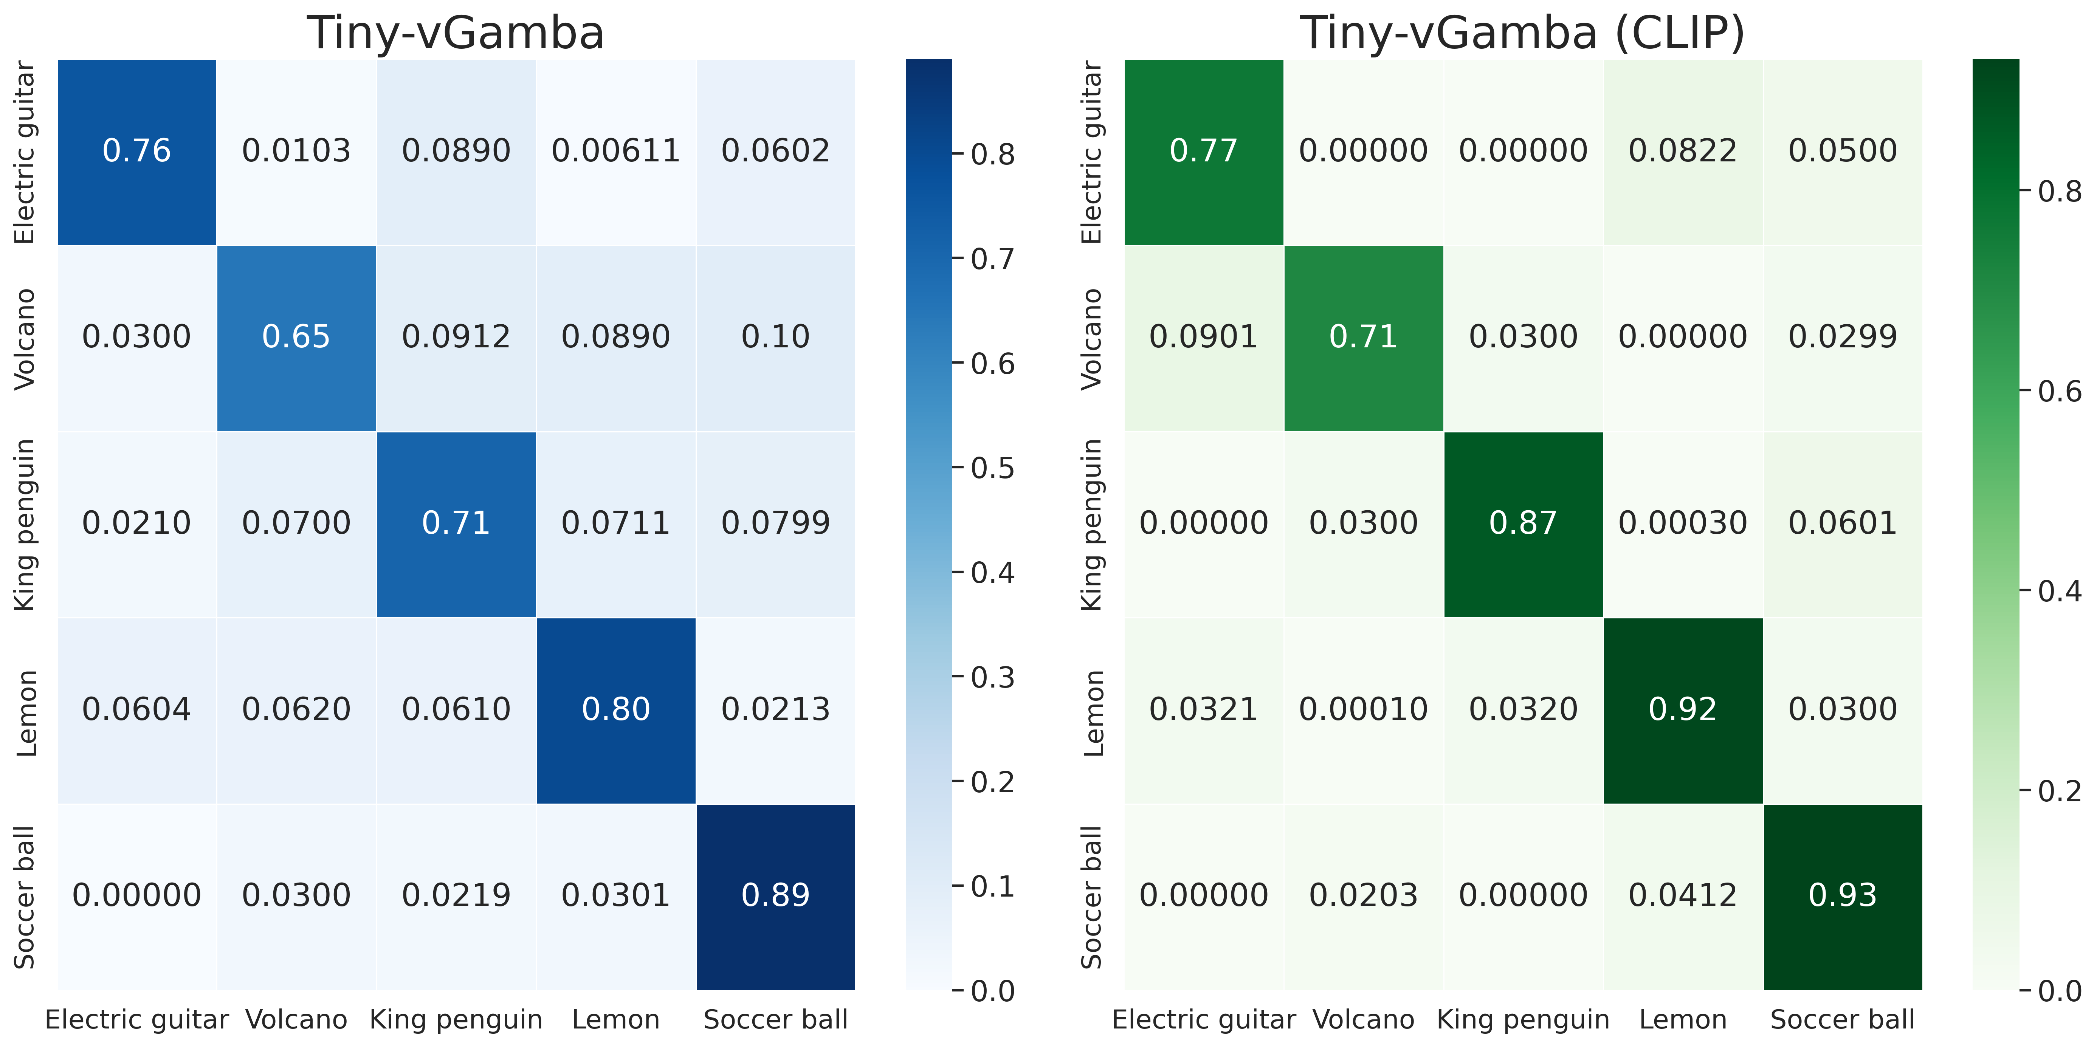 Tiny-vGamba
Electric guitar 0.76 0.0103 0.0890 0.00611 0.0602
Volcano 0.0300 0.65 0.0912 0.0890 0.10
King penguin 0.0210 0.0700 0.71 0.0711 0.0799
Lemon 0.0604 0.0620 0.0610 0.80 0.0213
Soccer ball 0.00000 0.0300 0.0219 0.0301 0.89
Electric guitar Volcano King penguin Lemon Soccer ball
0.8
0.7
0.6
0.5
0.4
0.3
0.2
0.1
0.0
Tiny-vGamba (CLIP)
Electric guitar 0.77 0.00000 0.00000 0.0822 0.0500
Volcano 0.0901 0.71 0.0300 0.00000 0.0299
King penguin 0.00000 0.0300 0.87 0.00030 0.0601
Lemon 0.0321 0.00010 0.0320 0.92 0.0300
Soccer ball 0.00000 0.0203 0.00000 0.0412 0.93
Electric guitar Volcano King penguin Lemon Soccer ball
0.8
0.6
0.4
0.2
0.0